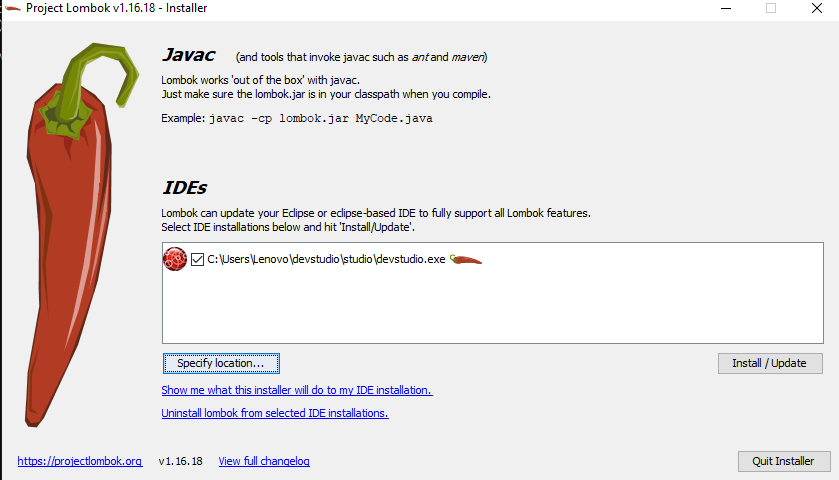 Project Lombok v1.16.18 - Installer
Javac (and tools that invoke javac such as ant and maven)
Lombok works 'out of the box' with javac.
Just make sure the lombok.jar is in your classpath when you compile.
Example: javac -cp lombok.jar MyCode.java
IDEs
Lombok can update your Eclipse or eclipse-based IDE to fully support all Lombok features.
Select IDE installations below and hit 'Install/Update'.
C:\Users\Lenovo\devstudio\studio\devstudio.exe
Specify location... Install / Update
Show me what this installer will do to my IDE installation.
Uninstall lombok from selected IDE installations.
https://projectlombok.org v1.16.18 View full changelog Quit Installer